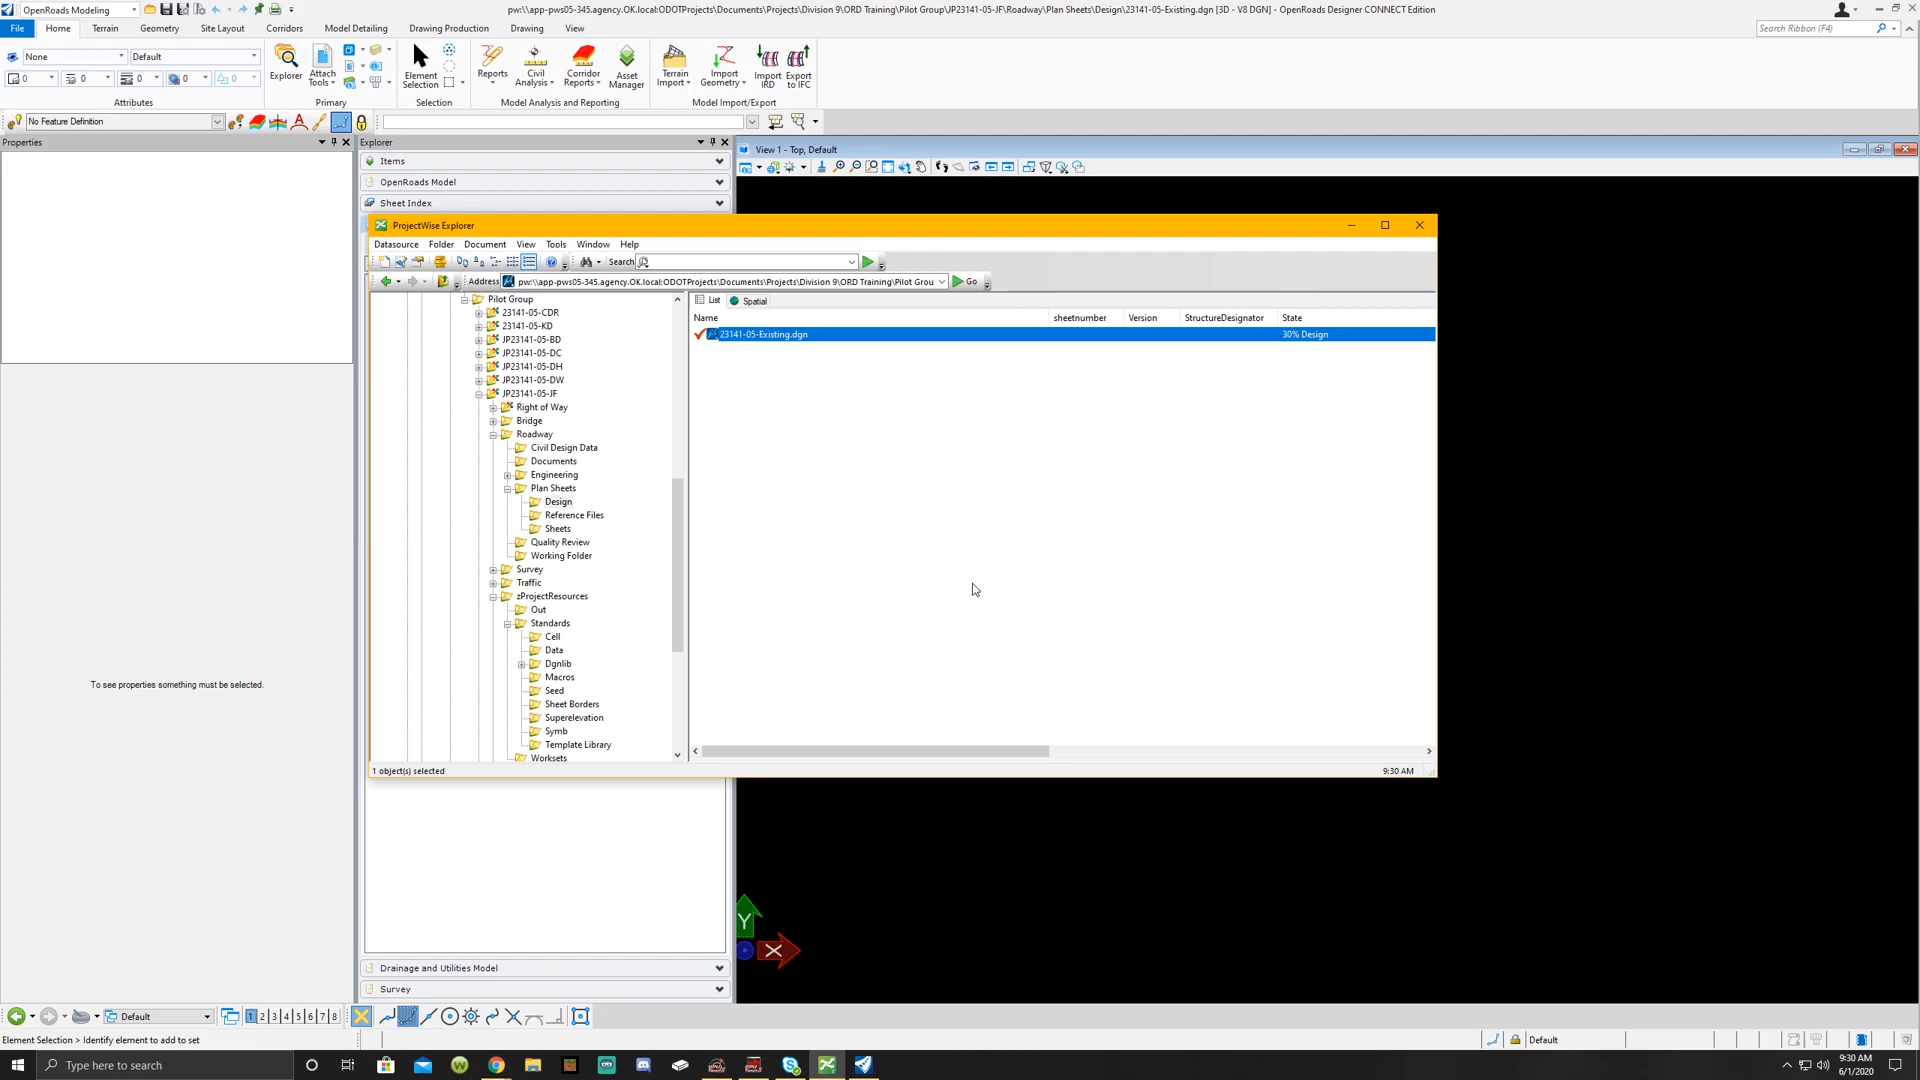 OpenRoads Modeling
pw:\\app-pws05-345.agency.OK.local:ODOTProjects\Documents\Projects\Division 9\ORD Training\Pilot Group\JP23141-05-JF\Roadway\Plan Sheets\Design\23141-05-Existing.dgn [3D - V8 DGN] - OpenRoads Designer CONNECT Edition
File Home Terrain Geometry Site Layout Corridors Model Detailing Drawing Production Drawing View
Search Ribbon (F4)
None Default
0 0 0 0 0
Explorer Attach Tools Element Selection Reports Civil Analysis Corridor Reports Asset Manager Terrain Import Import Geometry Import IRD Export to IFC
Attributes Primary Selection Model Analysis and Reporting Model Import/Export
No Feature Definition
Properties
Explorer
Items
OpenRoads Model
Sheet Index
View 1 - Top, Default
ProjectWise Explorer
Datasource Folder Document View Tools Window Help
Search
Address pw:\\app-pws05-345.agency.OK.local:ODOTProjects\Documents\Projects\Division 9\ORD Training\Pilot Grou Go
Pilot Group
23141-05-CDR
23141-05-KD
JP23141-05-BD
JP23141-05-DC
JP23141-05-DH
JP23141-05-DW
JP23141-05-JF
Right of Way
Bridge
Roadway
Civil Design Data
Documents
Engineering
Plan Sheets
Design
Reference Files
Sheets
Quality Review
Working Folder
Survey
Traffic
zProjectResources
Out
Standards
Cell
Data
Dgnlib
Macros
Seed
Sheet Borders
Superelevation
Symb
Template Library
Worksets
List Spatial
Name sheetnumber Version StructureDesignator State
23141-05-Existing.dgn 30% Design
1 object(s) selected
9:30 AM
To see properties something must be selected.
Y
X
Drainage and Utilities Model
Survey
Default
1 2 3 4 5 6 7 8
Element Selection > Identify element to add to set
Default
Type here to search
9:30 AM
6/1/2020